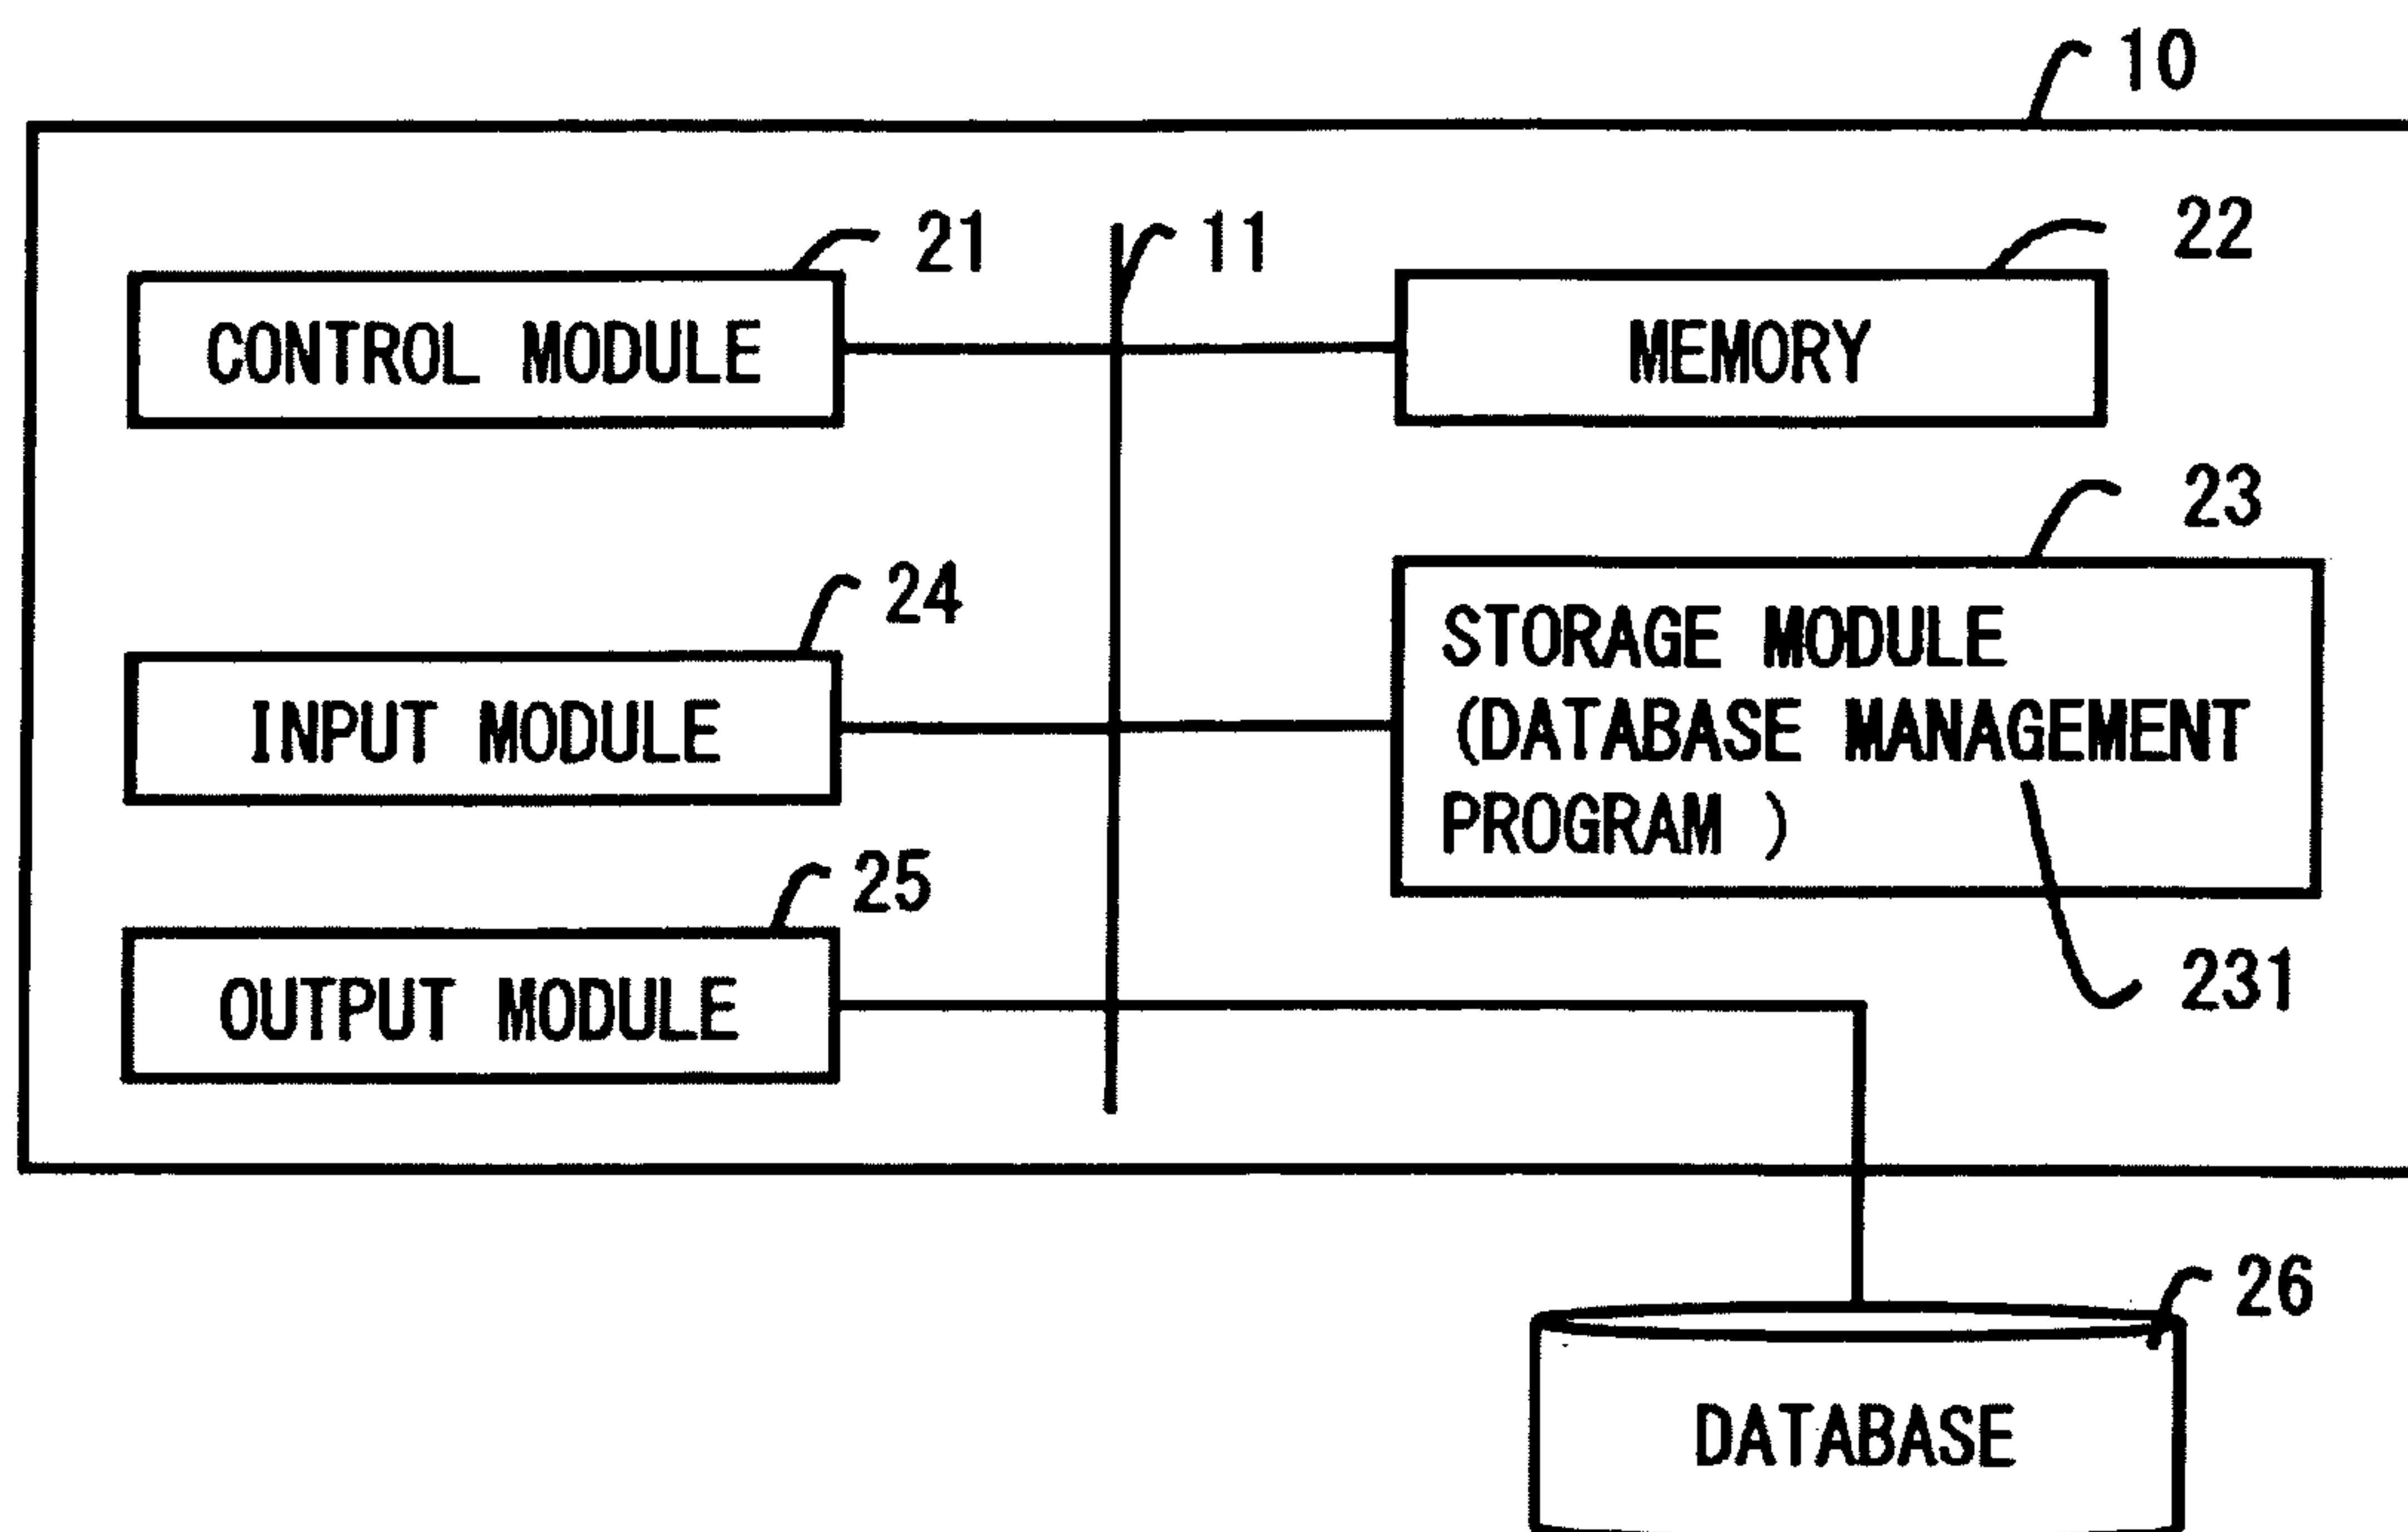 10
21
11
22
CONTROL MODULE
MEMORY
23
24
STORAGE MODULE
(DATABASE MANAGEMENT
PROGRAM )
INPUT MODULE
25
231
OUTPUT MODULE
26
DATABASE